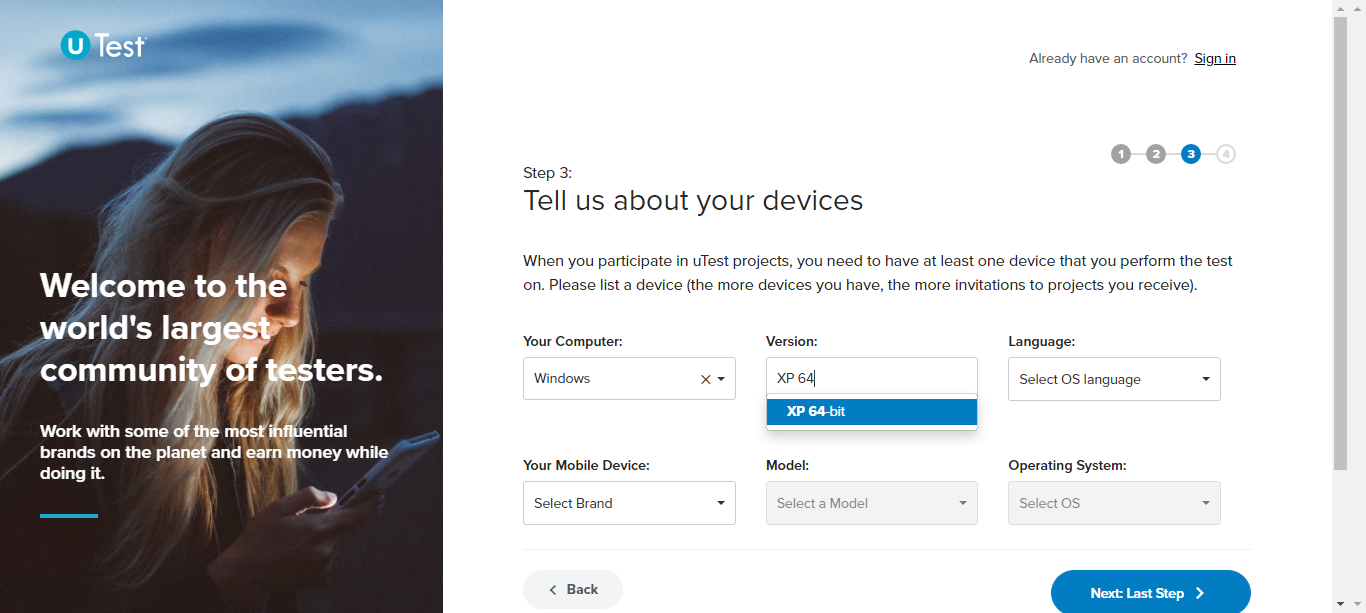 U Test
Already have an account? Sign in
1 2 3 4
Step 3:
Tell us about your devices
When you participate in uTest projects, you need to have at least one device that you perform the test
on. Please list a device (the more devices you have, the more invitations to projects you receive).
Your Computer: Version: Language:
Windows XP 64 Select OS language
XP 64-bit
Your Mobile Device: Model: Operating System:
Select Brand Select a Model Select OS
Back Next: Last Step
Welcome to the
world's largest
community of testers.
Work with some of the most influential
brands on the planet and earn money while
doing it.